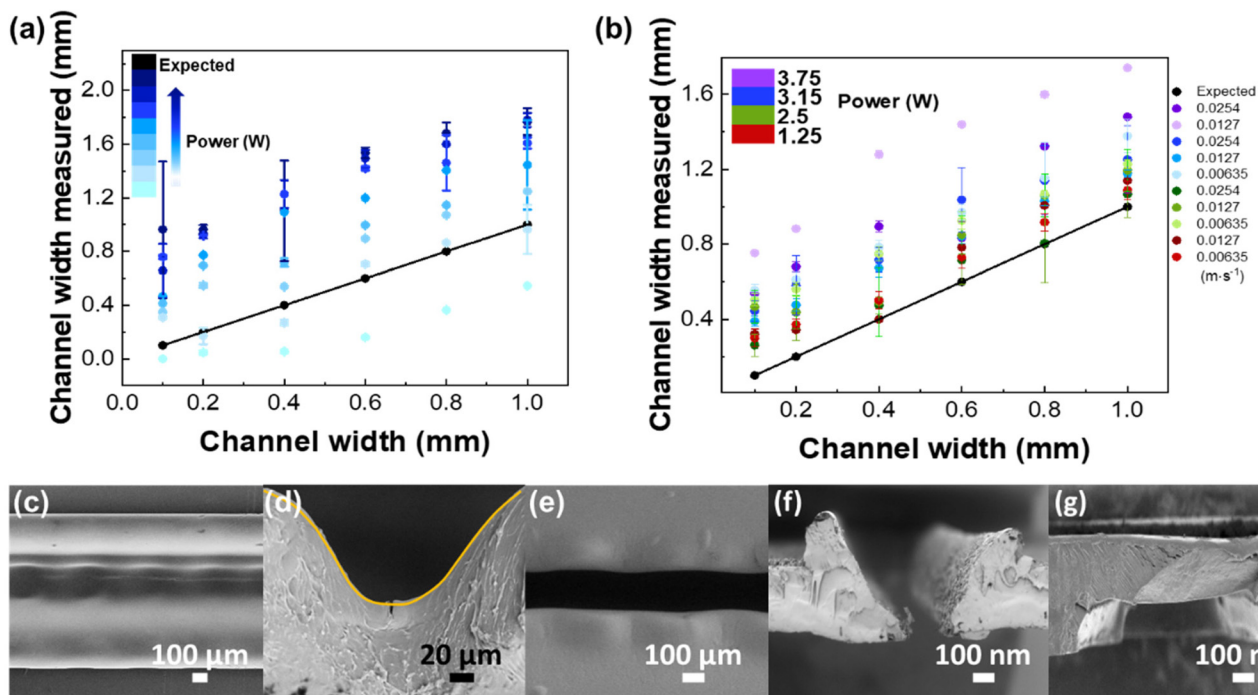 (a)
Channel width measured (mm)
2.0
1.6
1.2
0.8
0.4
0.0
Expected
Power (W)
0.0 0.2 0.4 0.6 0.8 1.0
Channel width (mm)
(b)
Channel width measured (mm)
1.6
1.2
0.8
0.4
3.75
3.15
2.5
1.25
Power (W)
0.2 0.4 0.6 0.8 1.0
Channel width (mm)
Expected
0.0254
0.0127
0.0254
0.0127
0.00635
0.0254
0.0127
0.00635
0.0127
0.00635
(m·s⁻¹)
(c)
100 µm
(d)
20 µm
(e)
100 µm
(f)
100 nm
(g)
100